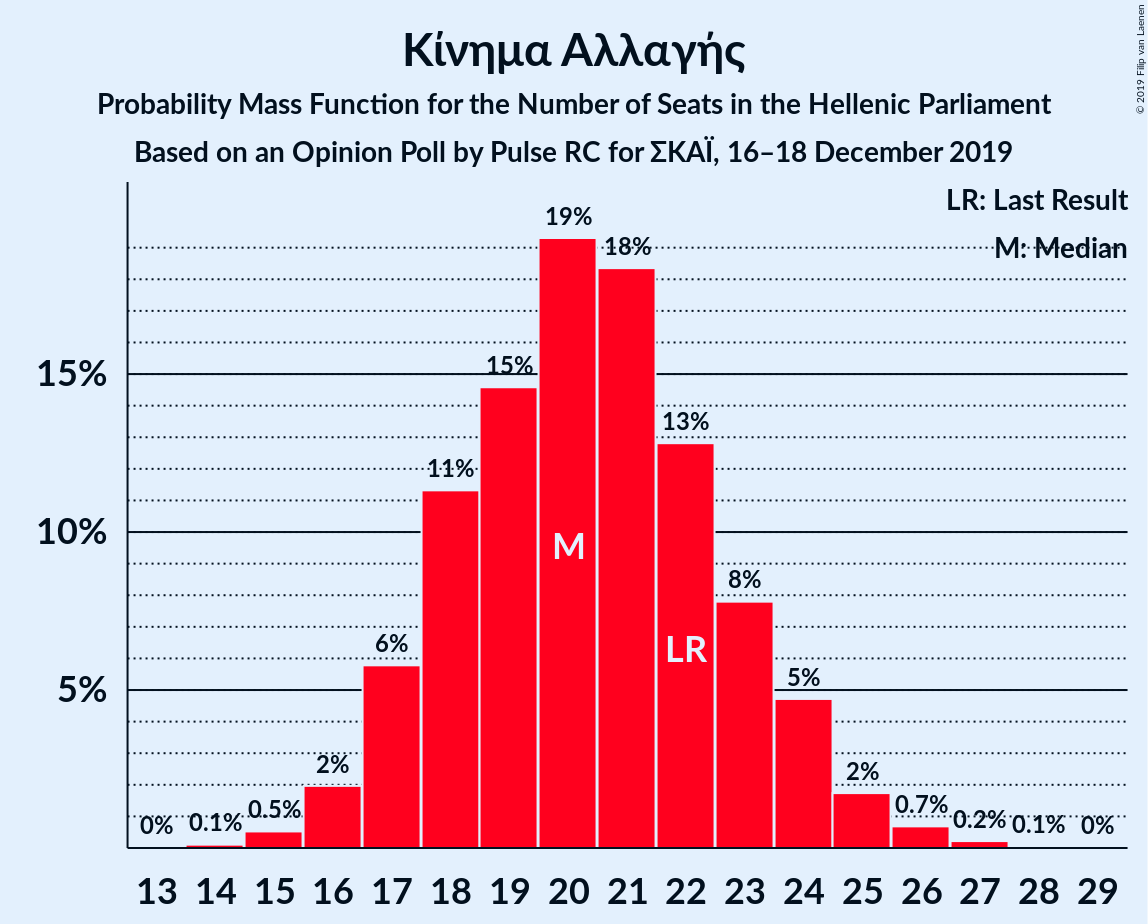 Κίνημα Αλλαγής
Probability Mass Function for the Number of Seats in the Hellenic Parliament
Based on an Opinion Poll by Pulse RC for ΣΚΑΪ, 16–18 December 2019
© 2019 Filip van Laenen
LR: Last Result
M: Median
15%
10%
5%
0% 0.1% 0.5% 2% 6% 11% 15% 19% 18% 13% 8% 5% 2% 0.7% 0.2% 0.1% 0%
M
LR
13 14 15 16 17 18 19 20 21 22 23 24 25 26 27 28 29